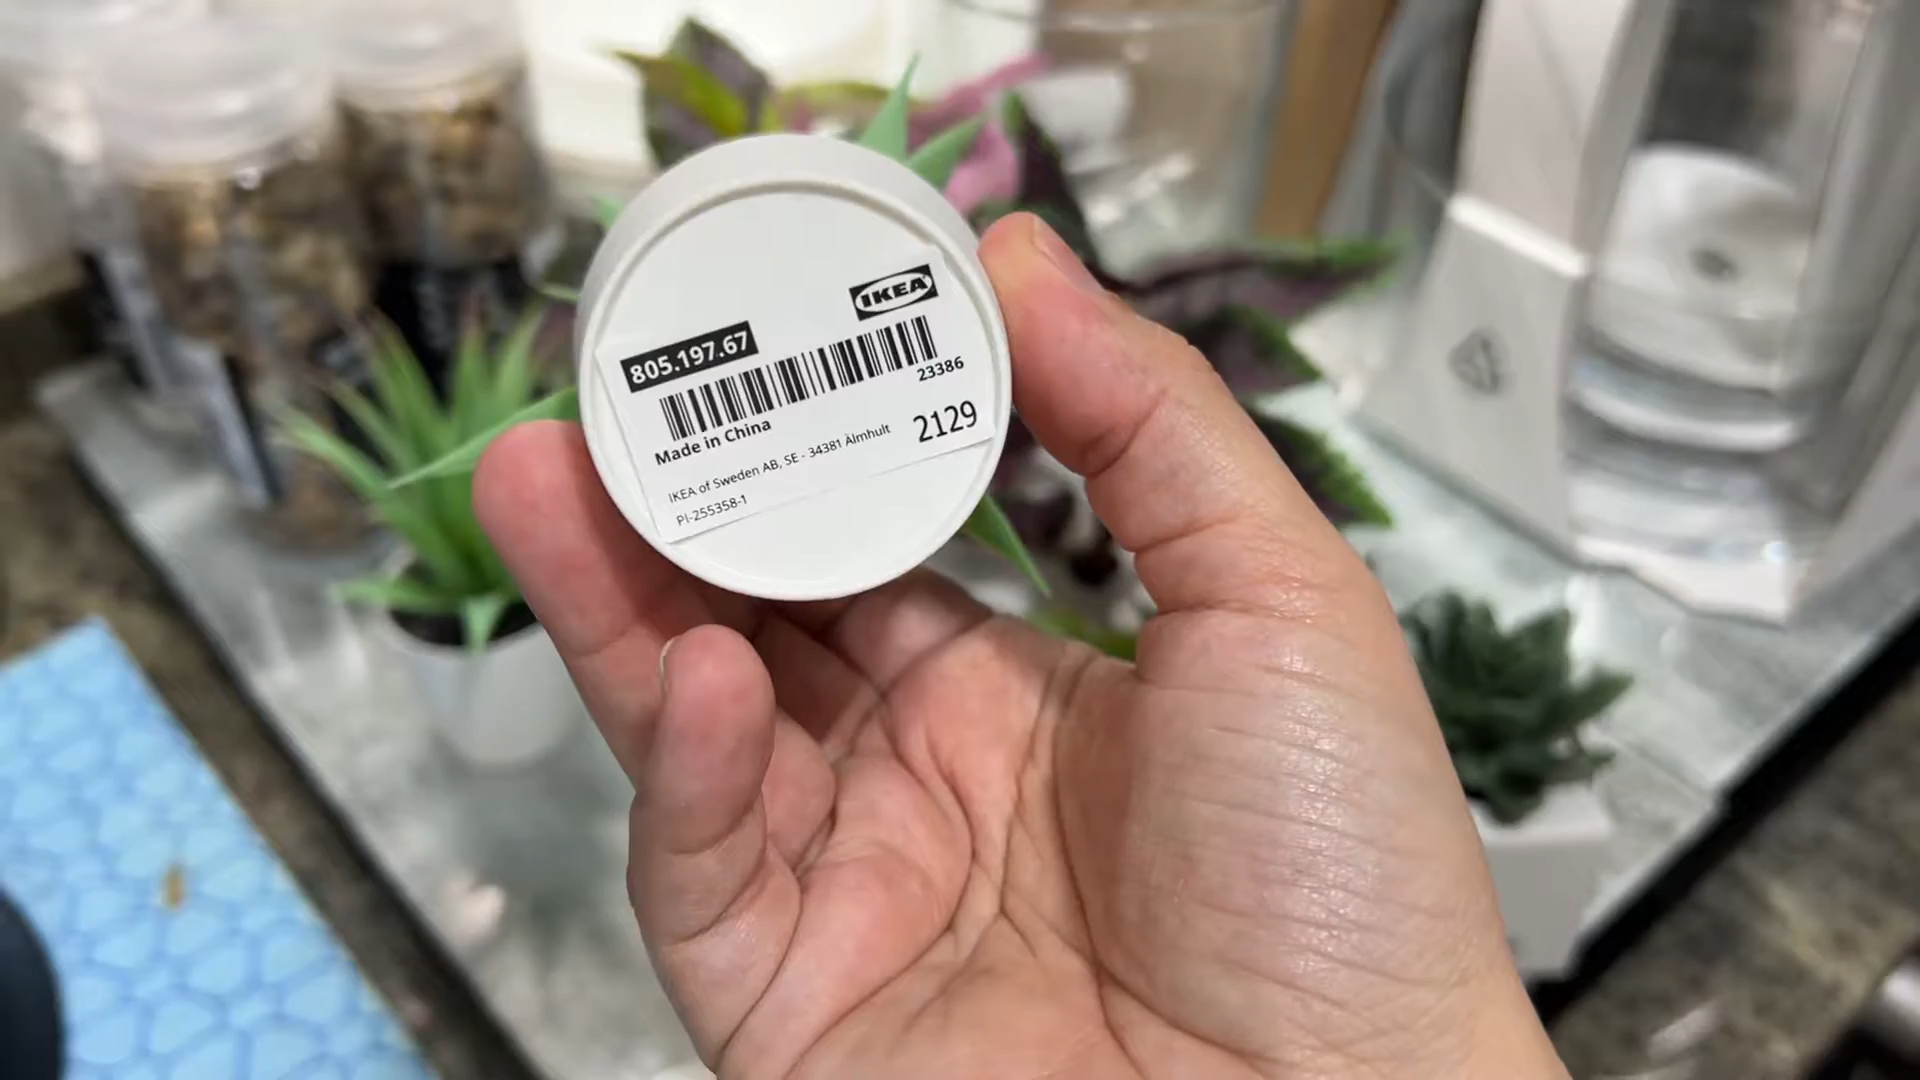 IKEA
805.197.67
23386
Made in China
2129
IKEA of Sweden AB, SE - 34381 Älmhult
PI-255358-1